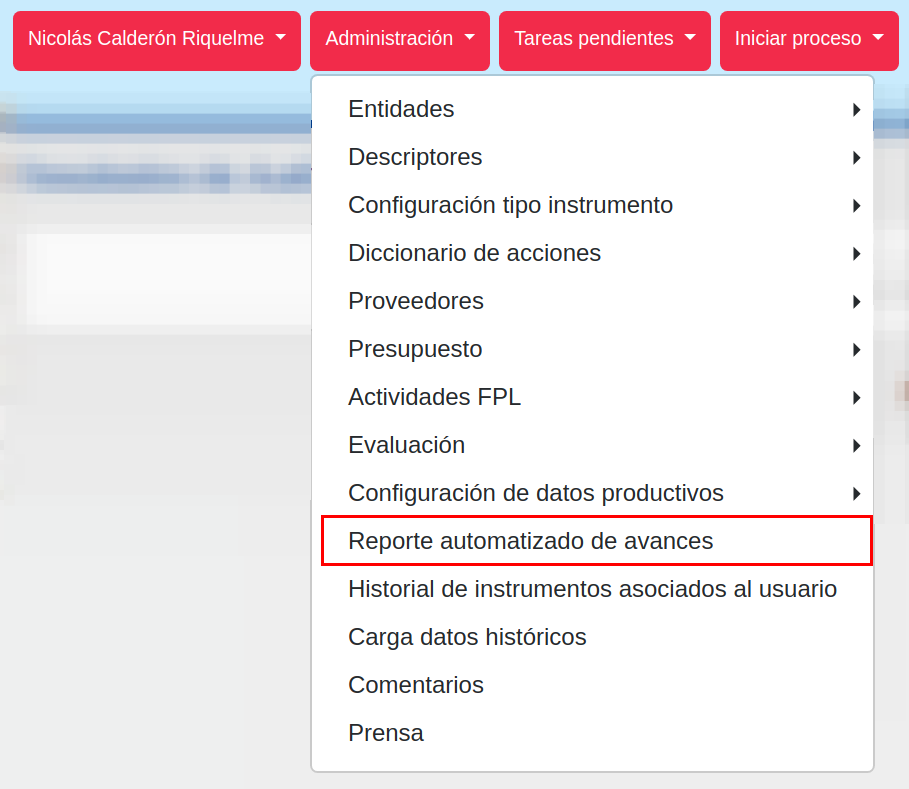 Nicolás Calderón Riquelme Administración Tareas pendientes Iniciar proceso
Entidades
Descriptores
Configuración tipo instrumento
Diccionario de acciones
Proveedores
Presupuesto
Actividades FPL
Evaluación
Configuración de datos productivos
Reporte automatizado de avances
Historial de instrumentos asociados al usuario
Carga datos históricos
Comentarios
Prensa